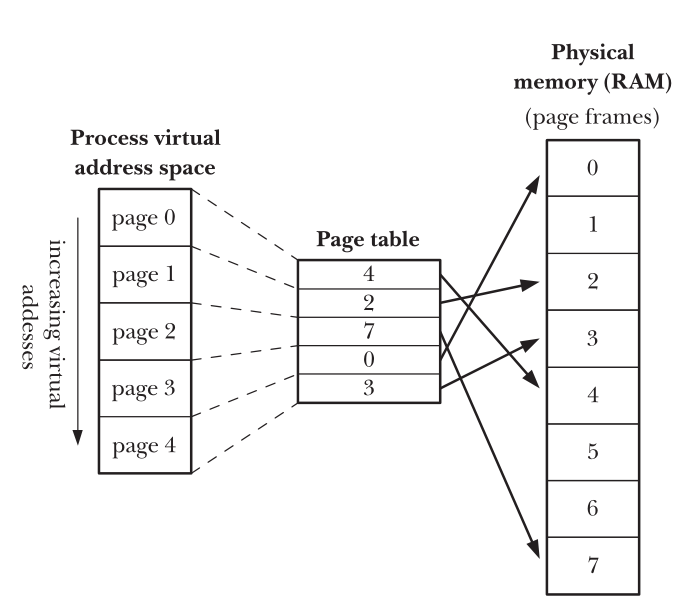 Physical
memory (RAM)
(page frames)
Process virtual
address space
increasing virtual
addesses
page 0
page 1
page 2
page 3
page 4
Page table
4
2
7
0
3
0
1
2
3
4
5
6
7